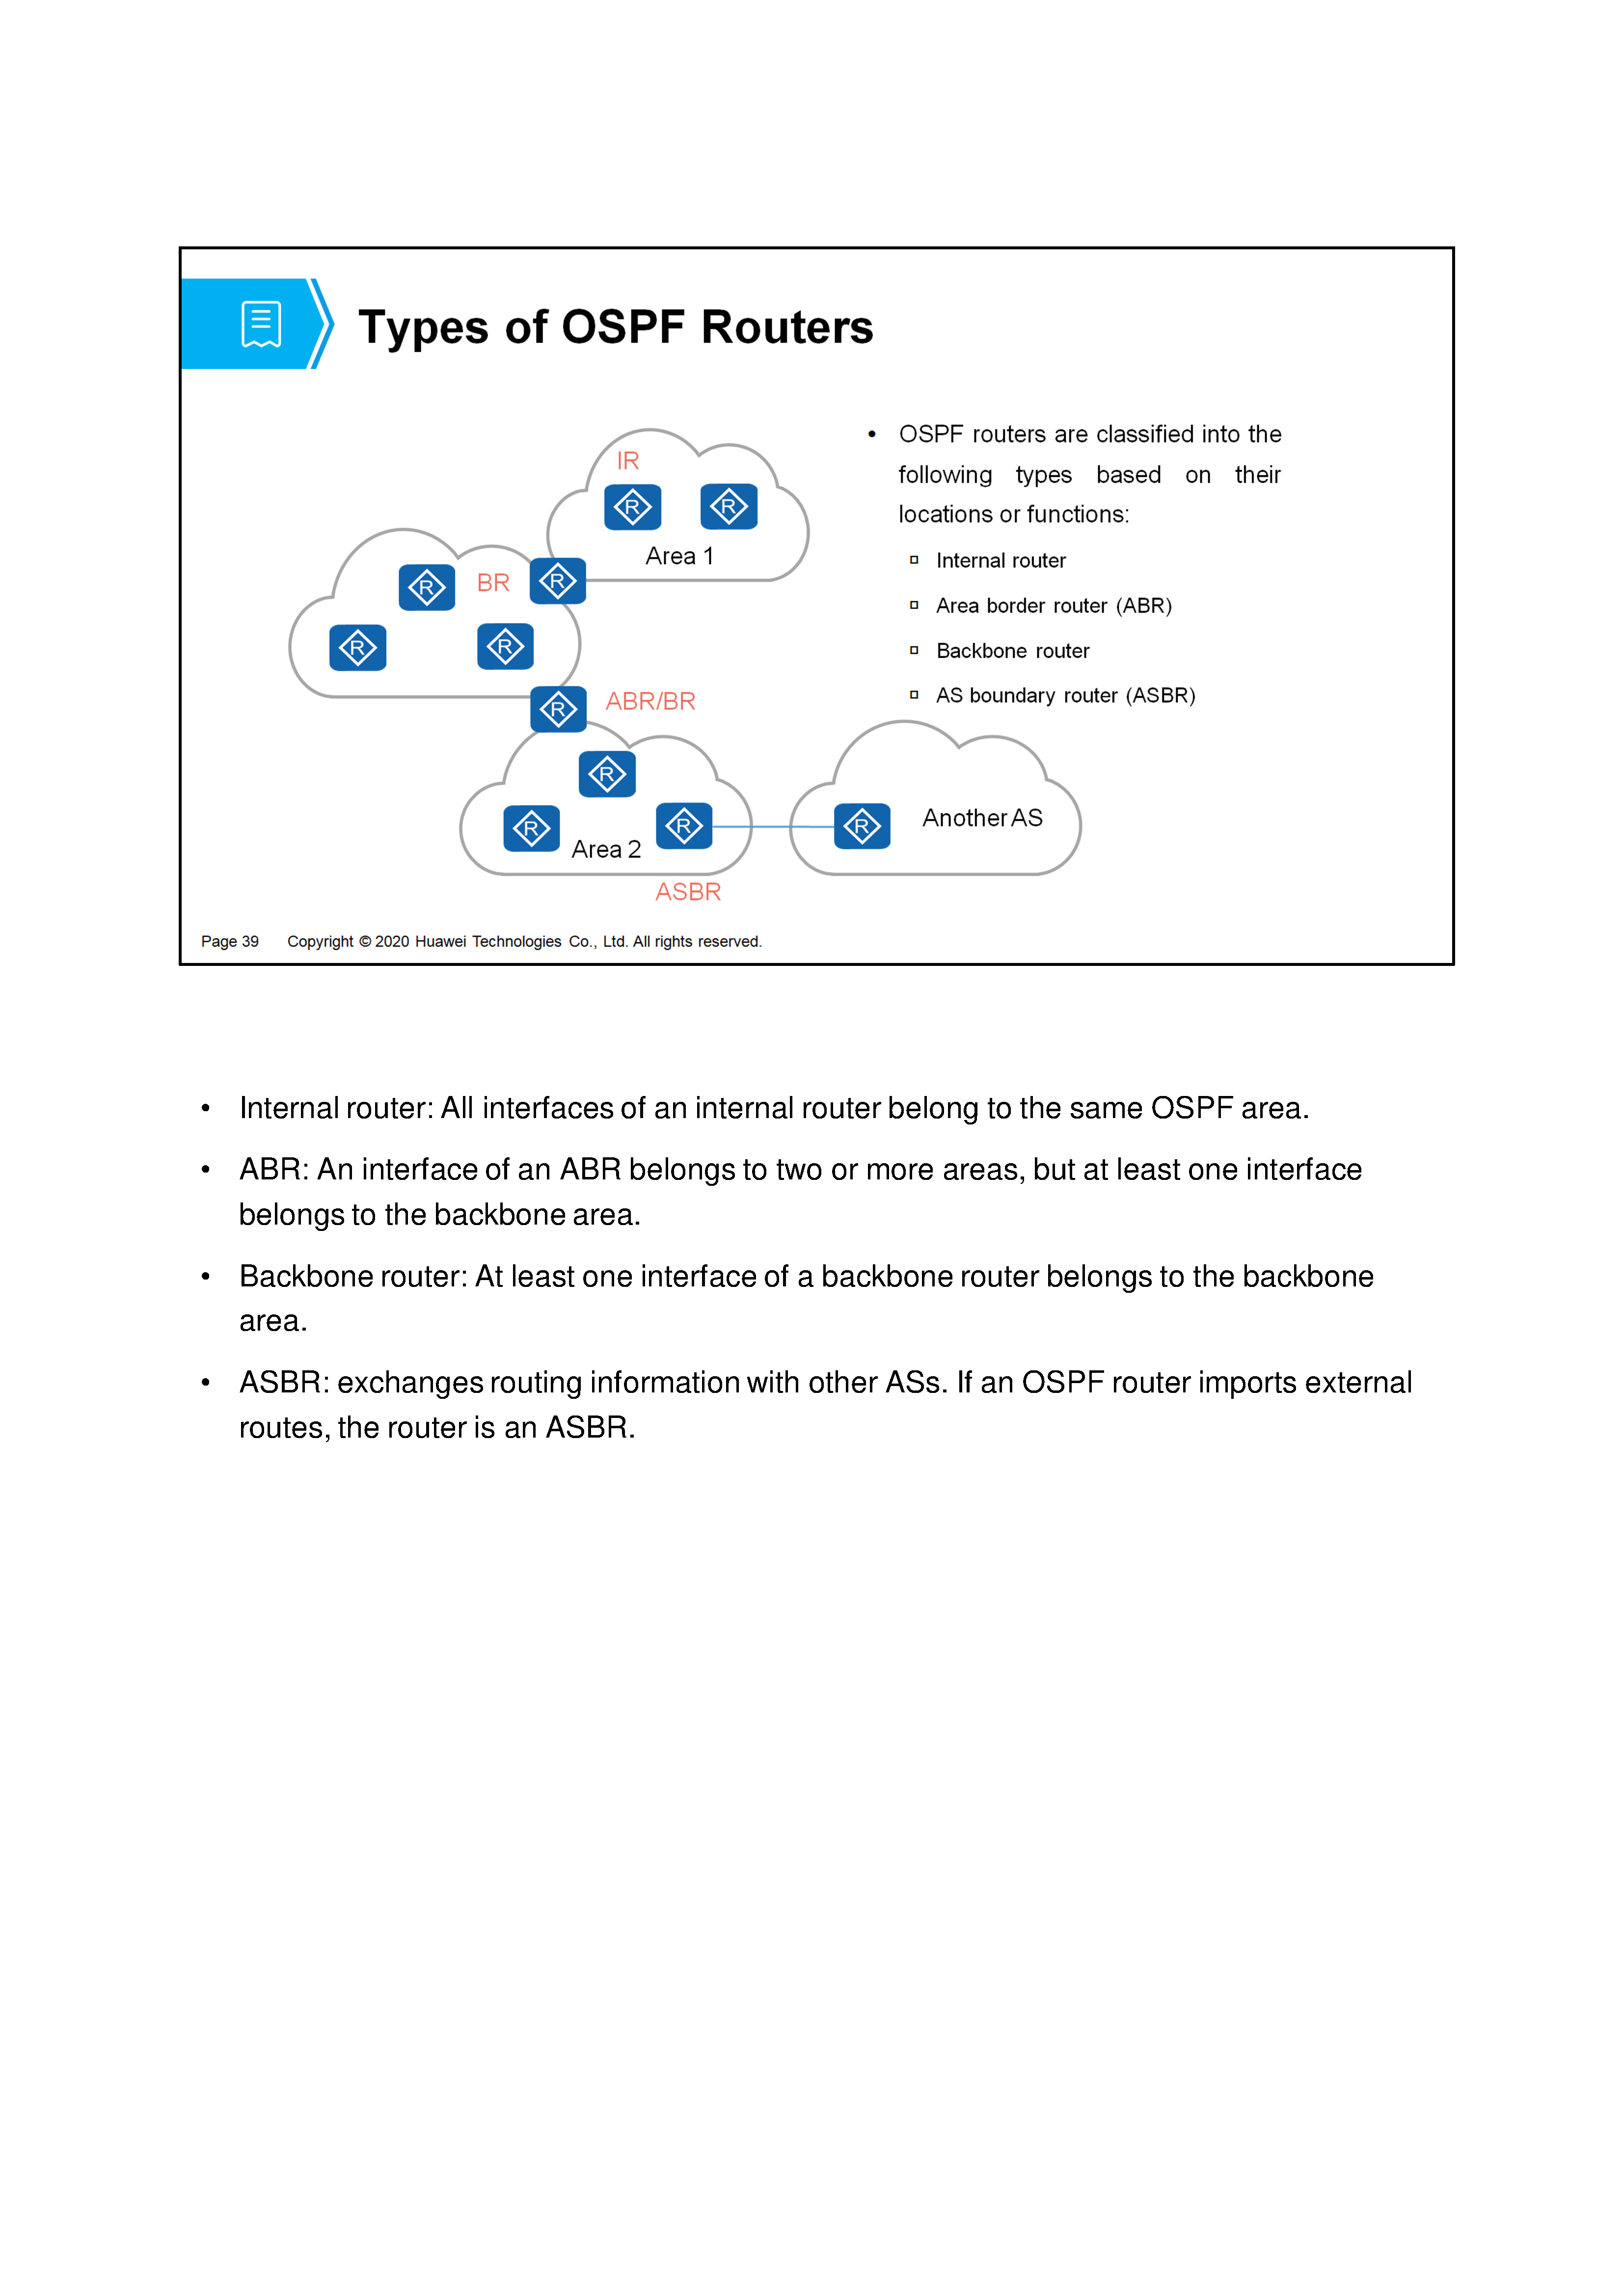 Types of OSPF Routers
IR
R
R
Area 1
R
BR
R
R
R
R
ABR/BR
R
R
R
Area 2
ASBR
R
Another AS
• OSPF routers are classified into the
following types based on their
locations or functions:
Internal router
Area border router (ABR)
Backbone router
AS boundary router (ASBR)
Page 39 Copyright © 2020 Huawei Technologies Co., Ltd. All rights reserved.
• Internal router: All interfaces of an internal router belong to the same OSPF area.
• ABR: An interface of an ABR belongs to two or more areas, but at least one interface
belongs to the backbone area.
• Backbone router: At least one interface of a backbone router belongs to the backbone
area.
• ASBR: exchanges routing information with other ASs. If an OSPF router imports external
routes, the router is an ASBR.